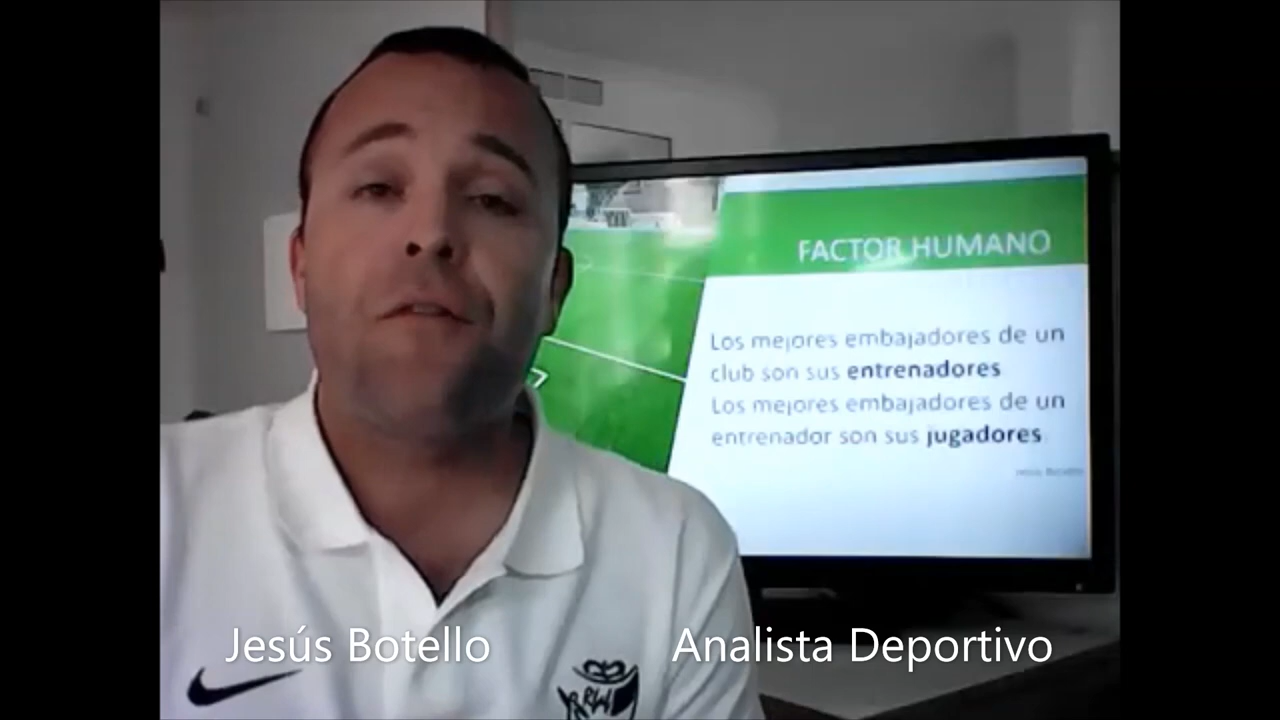 FACTOR HUMANO
Los mejores embajadores de un
club son sus entrenadores
Los mejores embajadores de un
entrenador son sus jugadores
Jesús Botello
Analista Deportivo